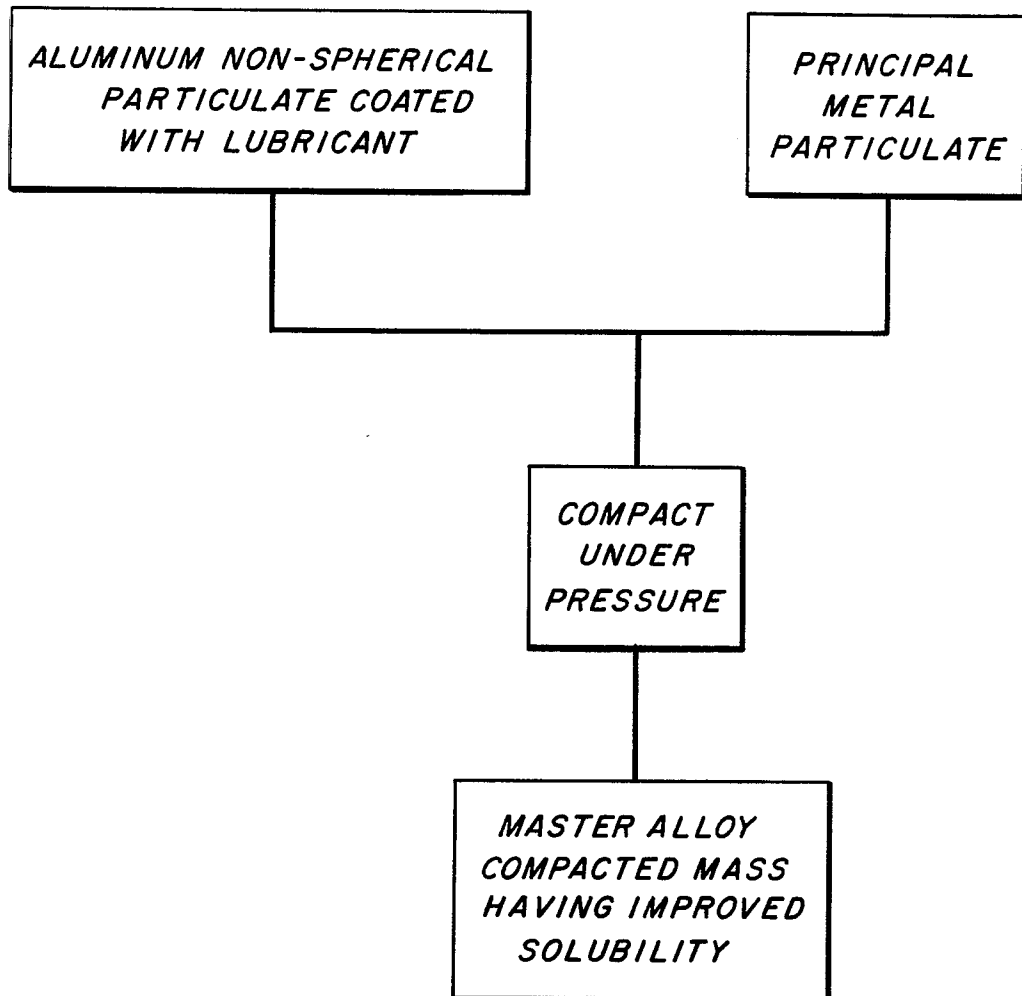 ALUMINUM NON-SPHERICAL
PARTICULATE COATED
WITH LUBRICANT
PRINCIPAL
METAL
PARTICULATE
COMPACT
UNDER
PRESSURE
MASTER ALLOY
COMPACTED MASS
HAVING IMPROVED
SOLUBILITY